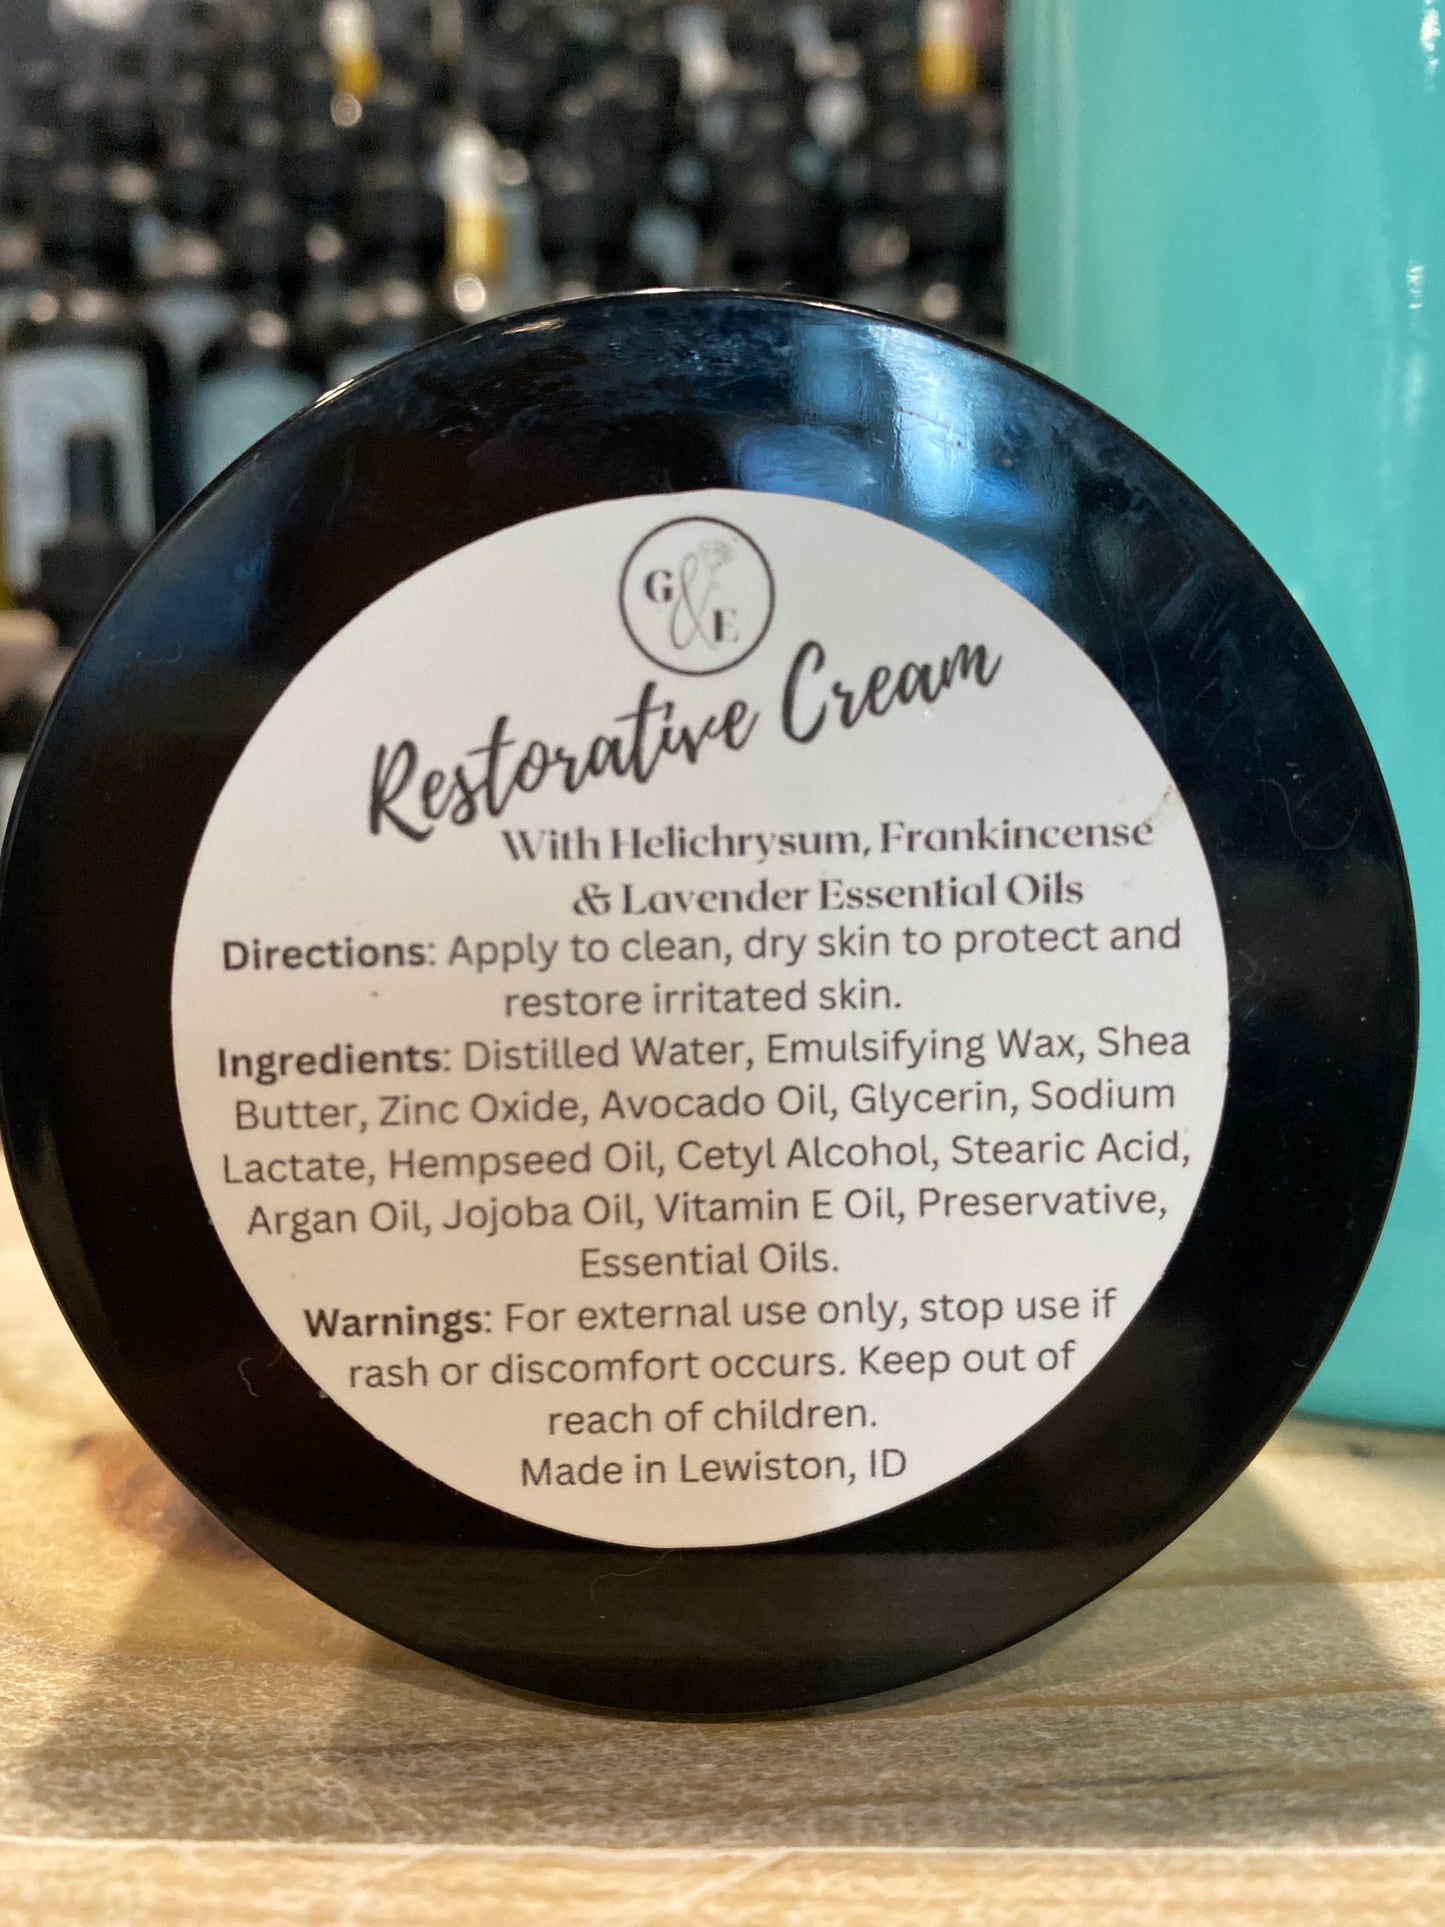 G & E
Restorative Cream
With Helichrysum, Frankincense
& Lavender Essential Oils
Directions: Apply to clean, dry skin to protect and
restore irritated skin.
Ingredients: Distilled Water, Emulsifying Wax, Shea
Butter, Zinc Oxide, Avocado Oil, Glycerin, Sodium
Lactate, Hempseed Oil, Cetyl Alcohol, Stearic Acid,
Argan Oil, Jojoba Oil, Vitamin E Oil, Preservative,
Essential Oils.
Warnings: For external use only, stop use if
rash or discomfort occurs. Keep out of
reach of children.
Made in Lewiston, ID